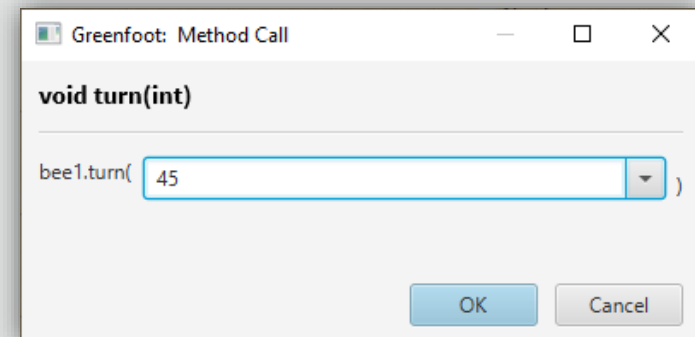 Greenfoot: Method Call
void turn(int)
bee1.turn( 45 )
OK Cancel